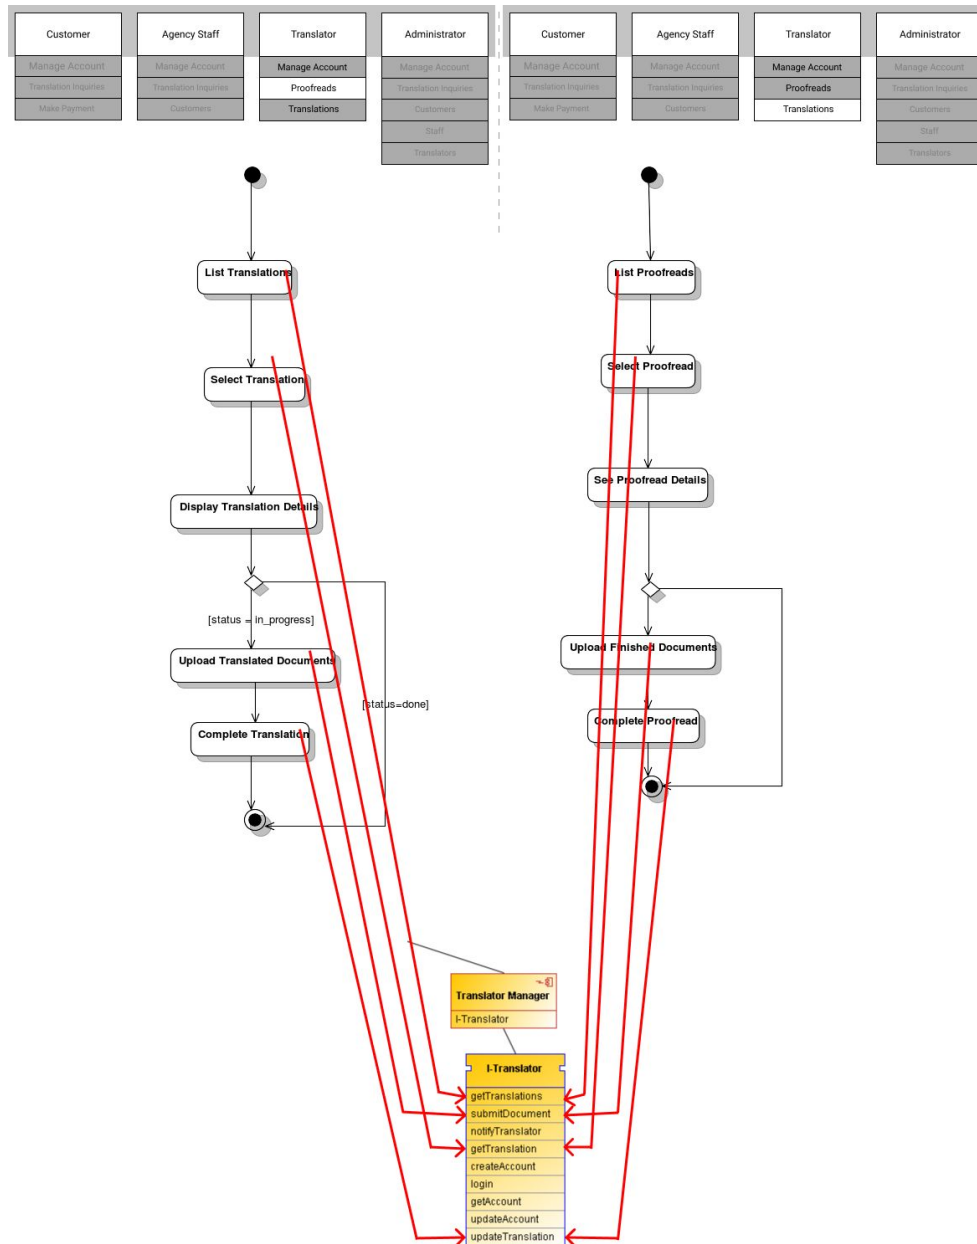 Customer
Manage Account
Translation Inquiries
Make Payment
Agency Staff
Manage Account
Translation Inquiries
Customers
Translator
Manage Account
Proofreads
Translations
Administrator
Manage Account
Translation Inquiries
Customers
Staff
Translators
Customer
Manage Account
Translation Inquiries
Make Payment
Agency Staff
Manage Account
Translation Inquiries
Customers
Translator
Manage Account
Proofreads
Translations
Administrator
Manage Account
Translation Inquiries
Customers
Staff
Translators
List Translations
Select Translation
Display Translation Details
[status = in_progress]
Upload Translated Documents
[status=done]
Complete Translation
List Proofreads
Select Proofread
See Proofread Details
Upload Finished Documents
Complete Proofread
Translator Manager
I-Translator
I-Translator
getTranslations
submitDocument
notifyTranslator
getTranslation
createAccount
login
getAccount
updateAccount
updateTranslation